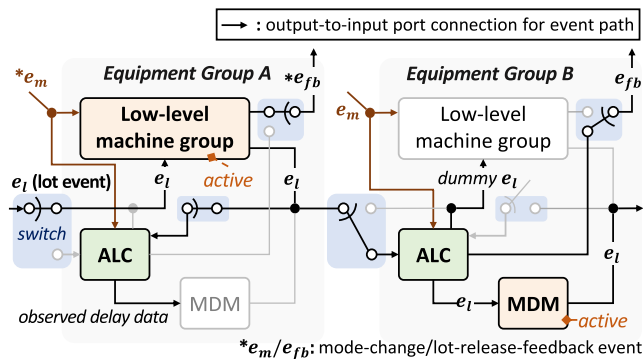 → : output-to-input port connection for event path
Equipment Group A
Equipment Group B
*e_m
*e_fb
e_m
e_fb
Low-level
machine group
Low-level
machine group
active
e_l
e_l
dummy e_l
e_l (lot event)
switch
ALC
ALC
observed delay data
MDM
e_l
MDM
e_l
active
*e_m/e_fb: mode-change/lot-release-feedback event